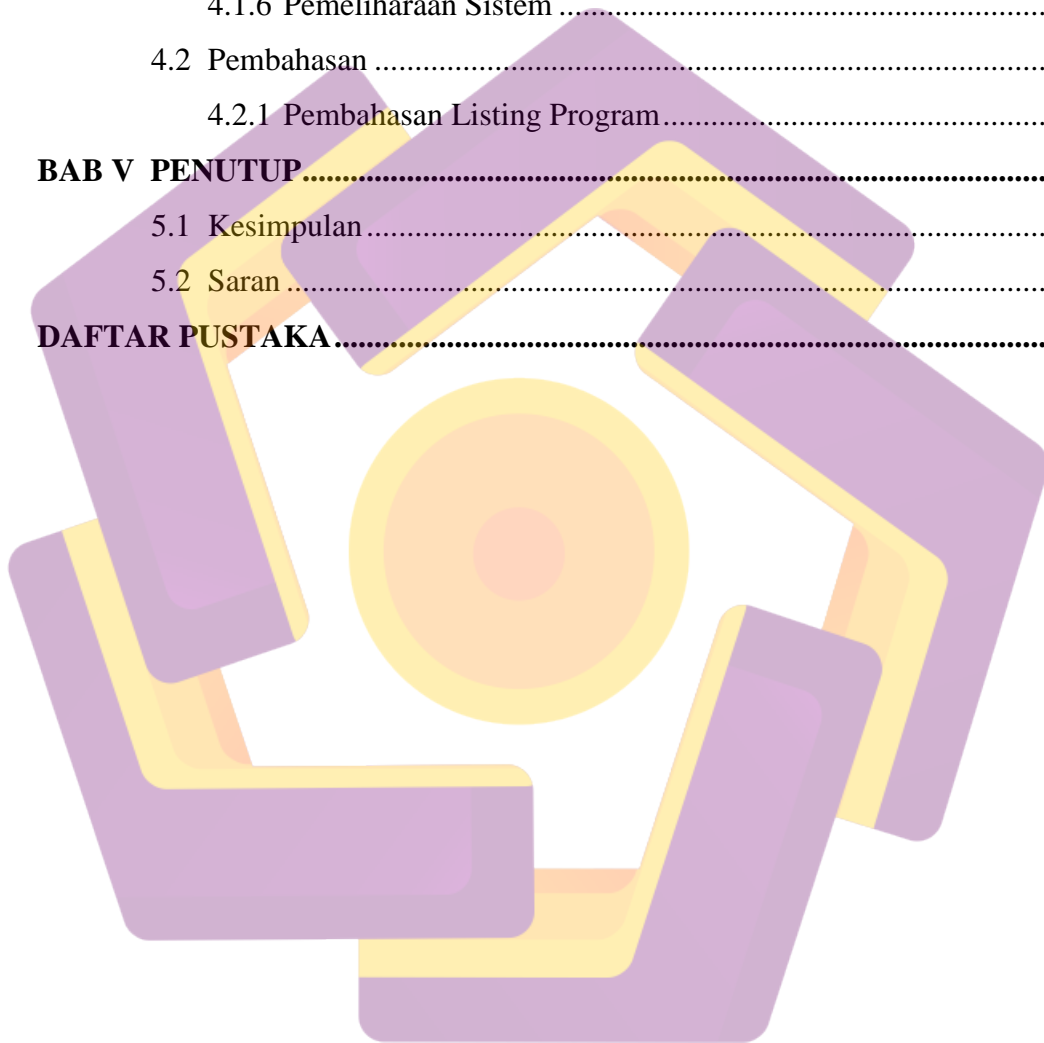 4.1.6 Pemeliharaan Sistem ................................................................
4.2 Pembahasan ................................................................................
4.2.1 Pembahasan Listing Program................................................
BAB V PENUTUP............................................................................................
5.1 Kesimpulan ................................................................................
5.2 Saran ..........................................................................................
DAFTAR PUSTAKA..........................................................................................